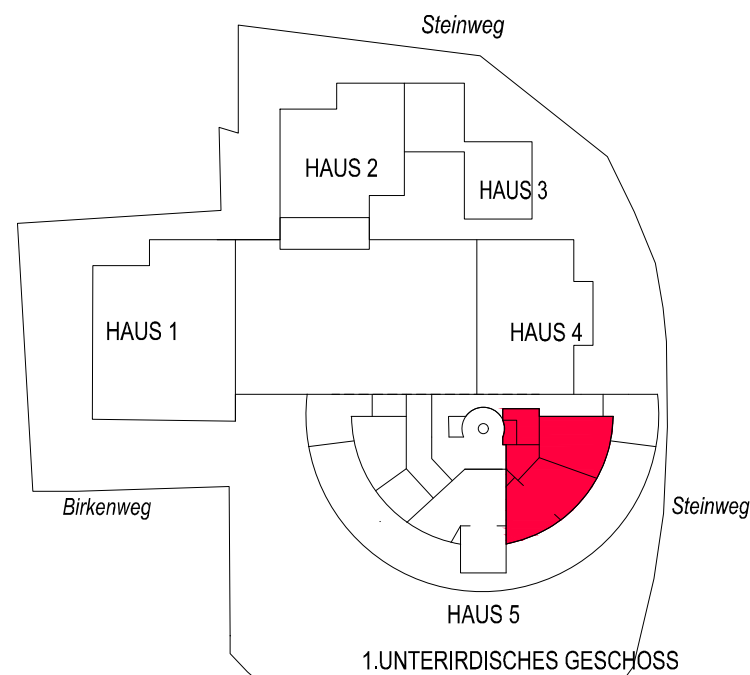 Steinweg
HAUS 2
HAUS 3
HAUS 1
HAUS 4
Birkenweg
Steinweg
HAUS 5
1.UNTERIRDISCHES GESCHOSS